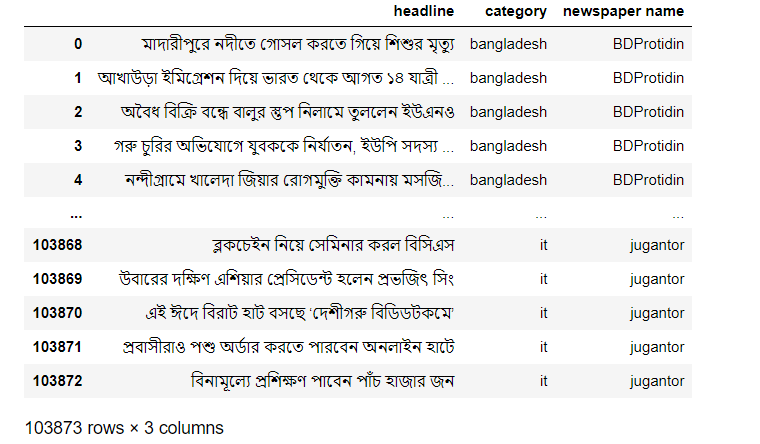 headline category newspaper name
0 মাদারীপুরে নদীতে গোসল করতে গিয়ে শিশুর মৃত্যু bangladesh BDProtidin
1 আখাউড়া ইমিগ্রেশন দিয়ে ভারত থেকে আগত ১৪ যাত্রী ... bangladesh BDProtidin
2 অবৈধ বিক্রি বন্ধে বালুর স্তুপ নিলামে তুললেন ইউএনও bangladesh BDProtidin
3 গরু চুরির অভিযোগে যুবককে নির্যাতন, ইউপি সদস্য ... bangladesh BDProtidin
4 নন্দীগ্রামে খালেদা জিয়ার রোগমুক্তি কামনায় মসজি... bangladesh BDProtidin
... ... ... ...
103868 ব্লকচেইন নিয়ে সেমিনার করল বিসিএস it jugantor
103869 উবারের দক্ষিণ এশিয়ার প্রেসিডেন্ট হলেন প্রভজিৎ সিং it jugantor
103870 এই ঈদে বিরাট হাট বসছে ‘দেশীগরু বিডিডটকমে’ it jugantor
103871 প্রবাসীরাও পশু অর্ডার করতে পারবেন অনলাইন হাটে it jugantor
103872 বিনামূল্যে প্রশিক্ষণ পাবেন পাঁচ হাজার জন it jugantor
103873 rows × 3 columns